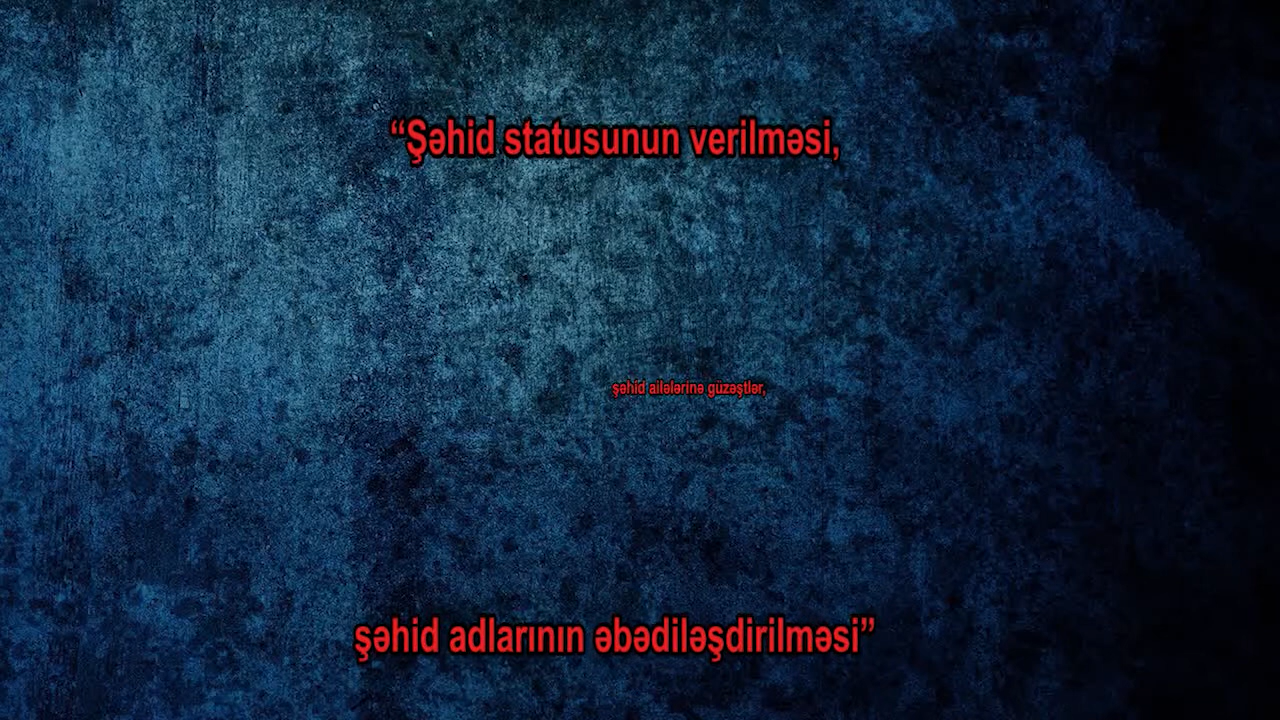 “Şəhid statusunun verilməsi,
şəhid ailələrinə güzəştlər,
şəhid adlarının əbədiləşdirilməsi”